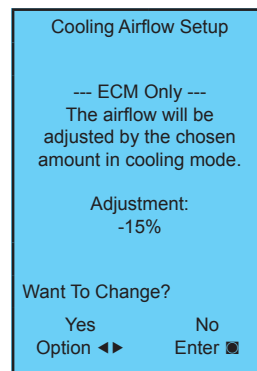 Cooling Airflow Setup
--- ECM Only ---
The airflow will be
adjusted by the chosen
amount in cooling mode.
Adjustment:
-15%
Want To Change?
Yes No
Option ◄► Enter ◙